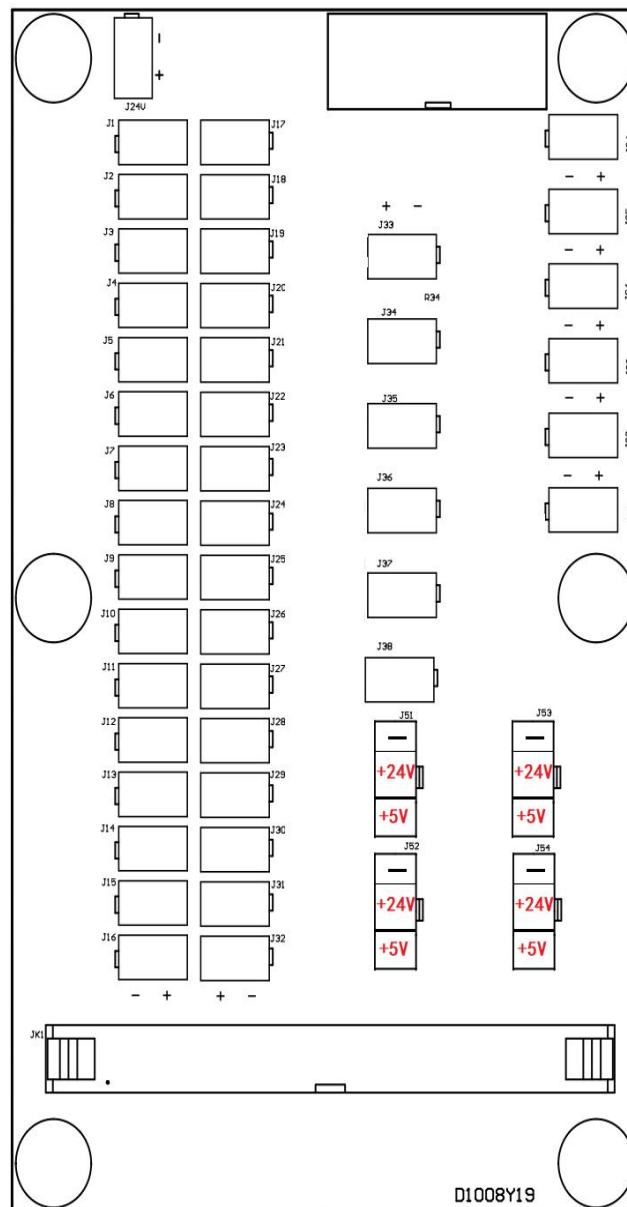 J24V
J1
J17
J2
J18
J3
J19
J4
J20
J5
J21
J6
J22
J7
J23
J8
J24
J9
J25
J10
J26
J11
J27
J12
J28
J13
J29
J14
J30
J15
J31
J16
J32
- + + -
+ -
J33
R34
J34
J35
J36
J37
J38
- +
- +
- +
- +
- +
J51
-
+24V
+5V
J53
-
+24V
+5V
J52
-
+24V
+5V
J54
-
+24V
+5V
JK1
D1008Y19